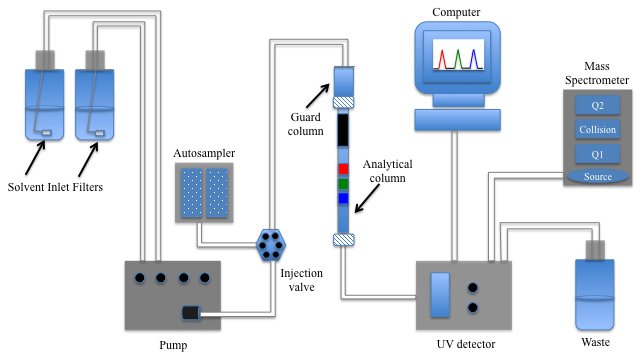 Computer
Mass
Spectrometer
Q2
Collision
Q1
Source
Guard
column
Autosampler
Analytical
column
Solvent Inlet Filters
Injection
valve
Pump
UV detector
Waste